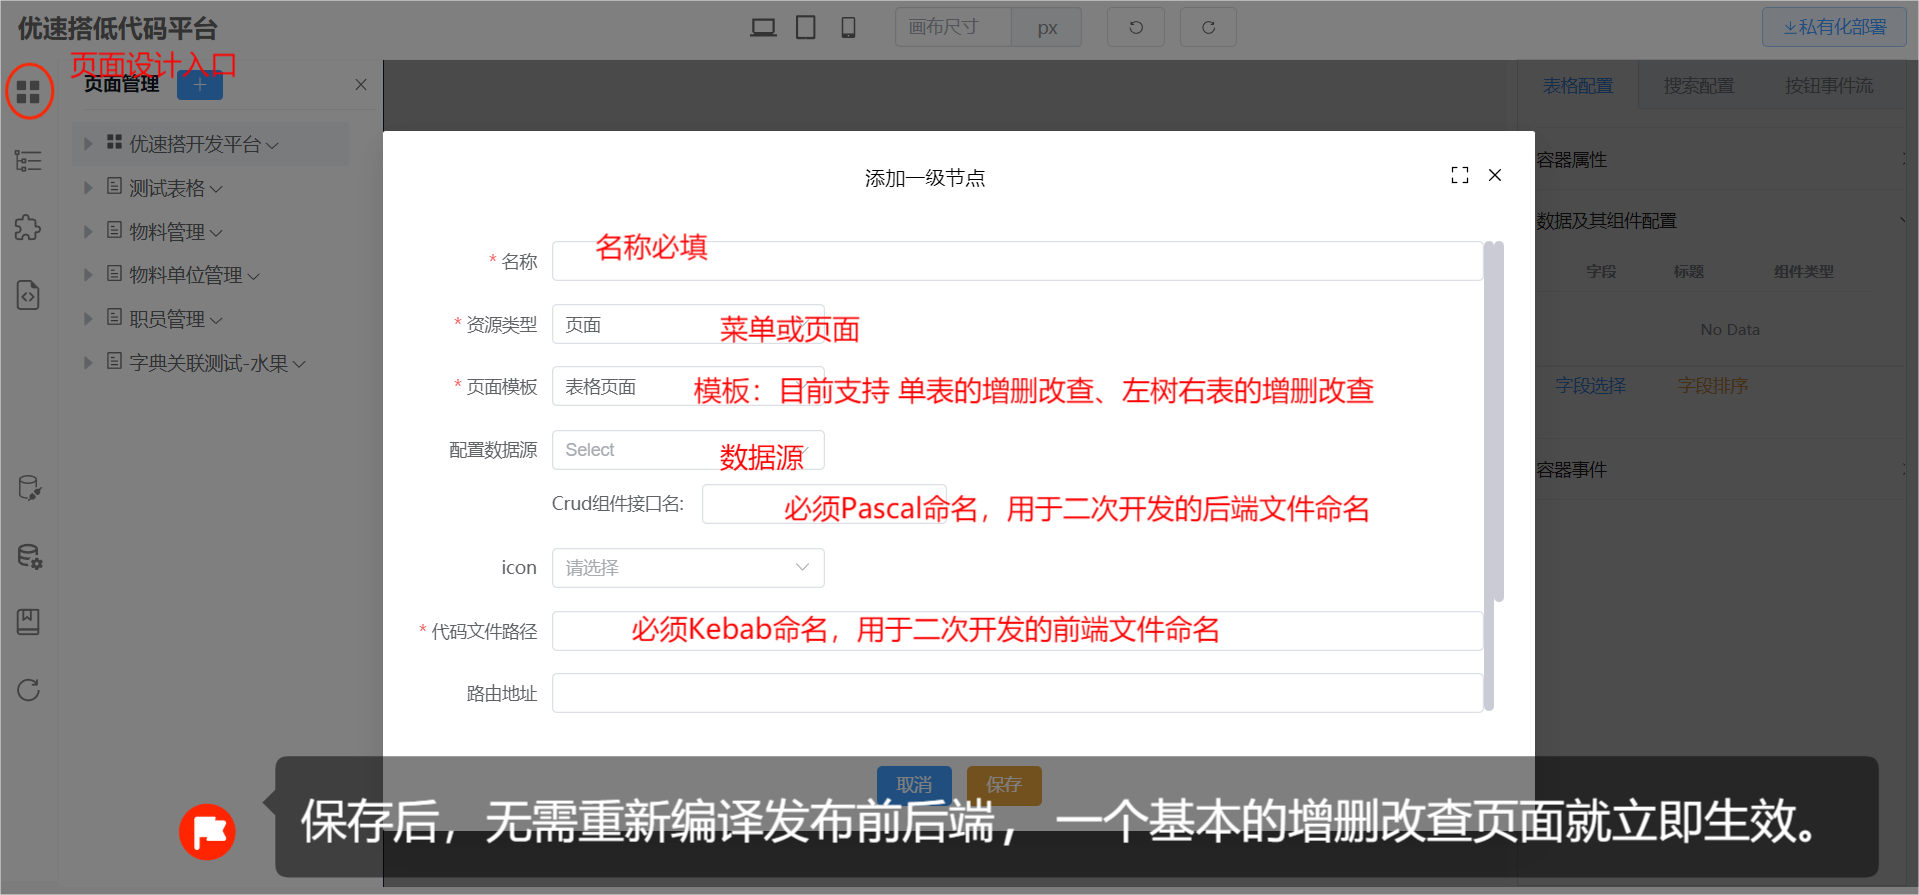 优速搭低代码平台
画布尺寸
px
私有化部署
页面设计入口
页面管理
+
优速搭开发平台
测试表格
物料管理
物料单位管理
职员管理
字典关联测试-水果
表格配置
搜索配置
按钮事件流
容器属性
数据及其组件配置
字段
标题
组件类型
No Data
字段选择
字段排序
容器事件
添加一级节点
* 名称
名称必填
* 资源类型
页面
菜单或页面
* 页面模板
表格页面
模板：目前支持 单表的增删改查、左树右表的增删改查
配置数据源
Select
数据源
Crud组件接口名:
必须Pascal命名，用于二次开发的后端文件命名
icon
请选择
* 代码文件路径
必须Kebab命名，用于二次开发的前端文件命名
路由地址
取消
保存
保存后，无需重新编译发布前后端，一个基本的增删改查页面就立即生效。